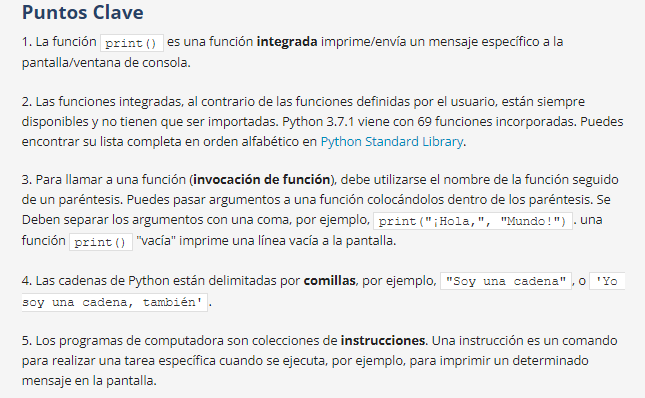 Puntos Clave
1. La función print() es una función integrada imprime/envía un mensaje específico a la
pantalla/ventana de consola.
2. Las funciones integradas, al contrario de las funciones definidas por el usuario, están siempre
disponibles y no tienen que ser importadas. Python 3.7.1 viene con 69 funciones incorporadas. Puedes
encontrar su lista completa en orden alfabético en Python Standard Library.
3. Para llamar a una función (invocación de función), debe utilizarse el nombre de la función seguido
de un paréntesis. Puedes pasar argumentos a una función colocándolos dentro de los paréntesis. Se
Deben separar los argumentos con una coma, por ejemplo, print("¡Hola,", "Mundo!") . una
función print() "vacía" imprime una línea vacía a la pantalla.
4. Las cadenas de Python están delimitadas por comillas, por ejemplo, "Soy una cadena" , o 'Yo
soy una cadena, también' .
5. Los programas de computadora son colecciones de instrucciones. Una instrucción es un comando
para realizar una tarea específica cuando se ejecuta, por ejemplo, para imprimir un determinado
mensaje en la pantalla.